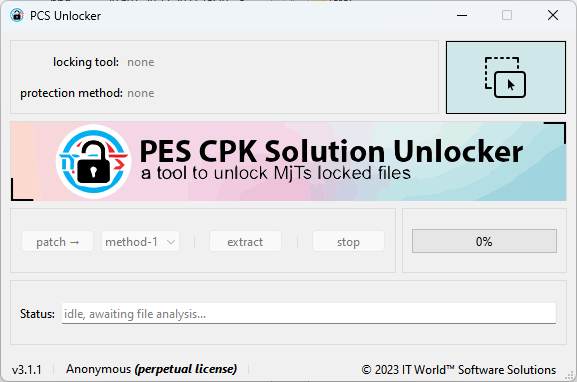 PCS Unlocker
locking tool: none
protection method: none
PES CPK Solution Unlocker
a tool to unlock MjTs locked files
patch → method-1 extract stop 0%
Status: idle, awaiting file analysis...
v3.1.1 Anonymous (perpetual license) © 2023 IT World™ Software Solutions